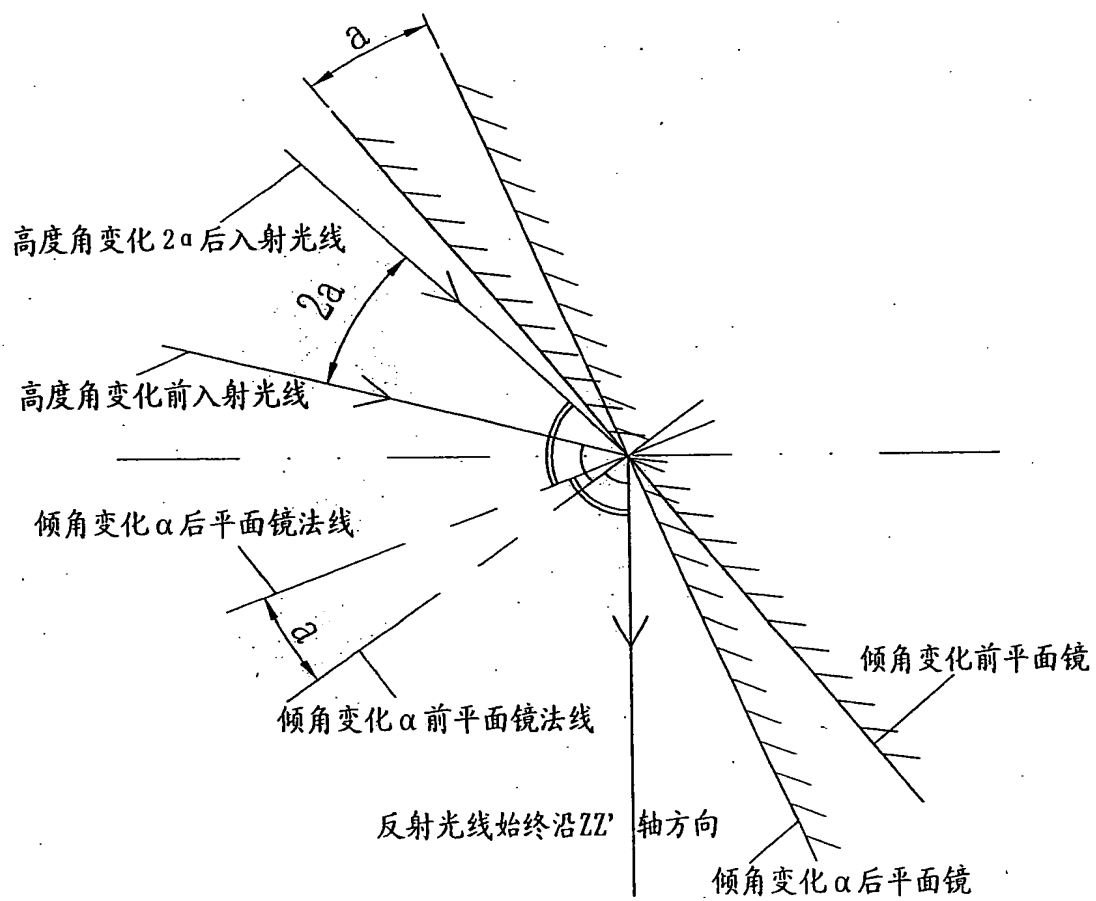 a
高度角变化2α后入射光线
2a
高度角变化前入射光线
倾角变化α后平面镜法线
a
倾角变化前平面镜
倾角变化α前平面镜法线
反射光线始终沿ZZ'轴方向
倾角变化α后平面镜